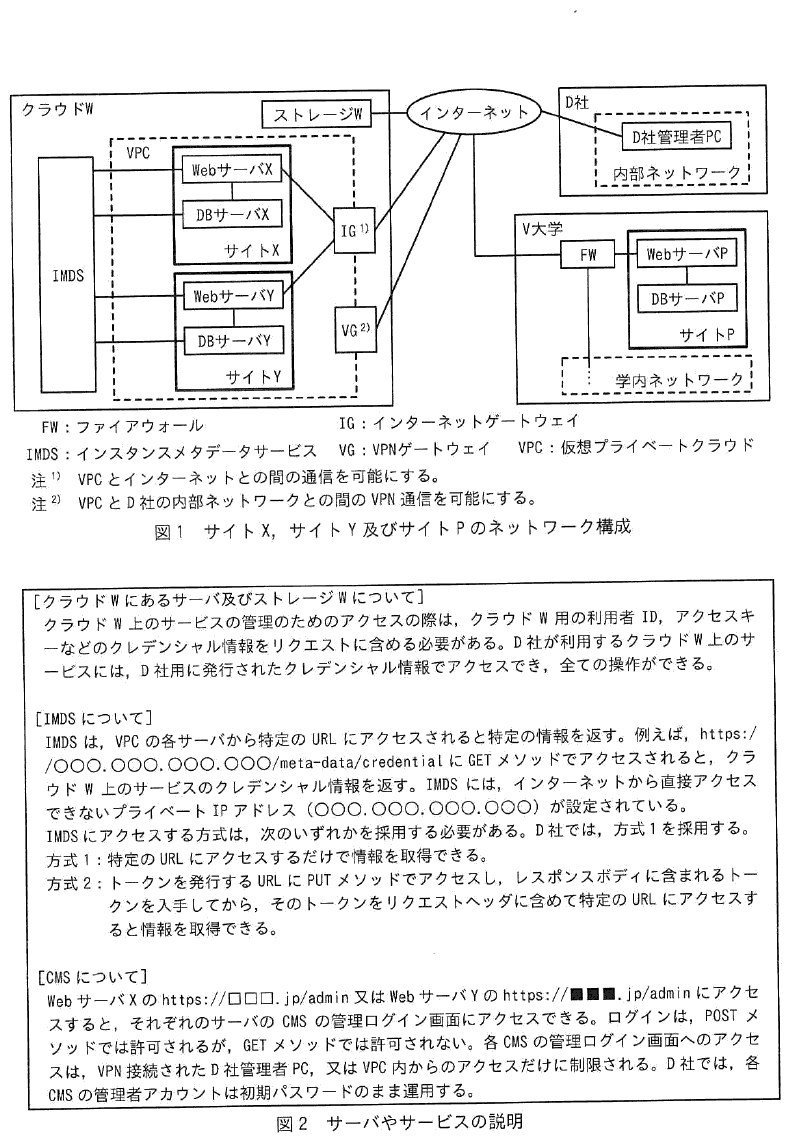 クラウドW
ストレージW
インターネット
D社
D社管理者PC
内部ネットワーク
VPC
WebサーバX
DBサーバX
サイトX
IMDS
IG1)
WebサーバY
DBサーバY
サイトY
VG2)
V大学
FW
WebサーバP
DBサーバP
サイトP
学内ネットワーク
FW：ファイアウォール IG：インターネットゲートウェイ
IMDS：インスタンスメタデータサービス VG：VPNゲートウェイ VPC：仮想プライベートクラウド
注1) VPCとインターネットとの間の通信を可能にする。
注2) VPCとD社の内部ネットワークとの間のVPN通信を可能にする。
図1 サイトX，サイトY及びサイトPのネットワーク構成
［クラウドWにあるサーバ及びストレージWについて］
クラウドW上のサービスの管理のためのアクセスの際は，クラウドW用の利用者ID，アクセスキ
ーなどのクレデンシャル情報をリクエストに含める必要がある。D社が利用するクラウドW上のサ
ービスには，D社用に発行されたクレデンシャル情報でアクセスでき，全ての操作ができる。
［IMDSについて］
IMDSは，VPCの各サーバから特定のURLにアクセスされると特定の情報を返す。例えば，https:/
/○○○.○○○.○○○.○○○/meta-data/credentialにGETメソッドでアクセスされると，クラ
ウドW上のサービスのクレデンシャル情報を返す。IMDSには，インターネットから直接アクセス
できないプライベートIPアドレス（○○○.○○○.○○○.○○○）が設定されている。
IMDSにアクセスする方式は，次のいずれかを採用する必要がある。D社では，方式1を採用する。
方式1：特定のURLにアクセスするだけで情報を取得できる。
方式2：トークンを発行するURLにPUTメソッドでアクセスし，レスポンスボディに含まれるトー
クンを入手してから，そのトークンをリクエストヘッダに含めて特定のURLにアクセスす
ると情報を取得できる。
［CMSについて］
WebサーバXのhttps://□□□.jp/admin又はWebサーバYのhttps://■■■.jp/adminにアクセ
スすると，それぞれのサーバのCMSの管理ログイン画面にアクセスできる。ログインは，POSTメ
ソッドでは許可されるが，GETメソッドでは許可されない。各CMSの管理ログイン画面へのアクセ
スは，VPN接続されたD社管理者PC，又はVPC内からのアクセスだけに制限される。D社では，各
CMSの管理者アカウントは初期パスワードのまま運用する。
図2 サーバやサービスの説明